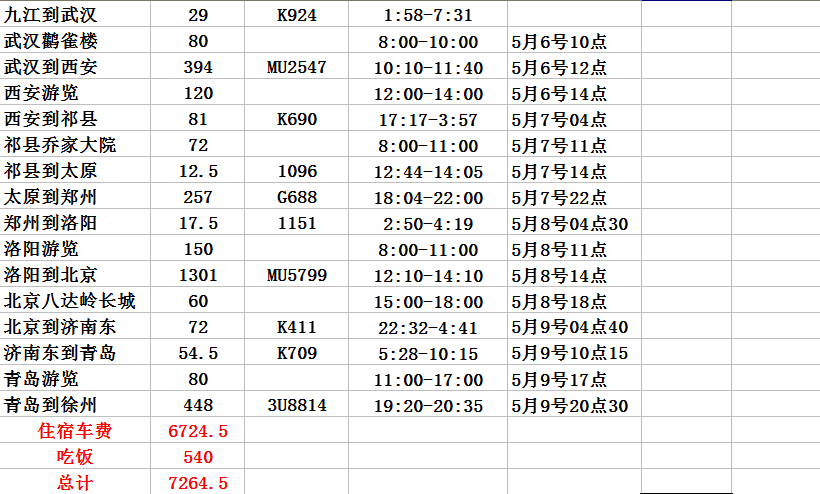 九江到武汉 29 K924 1:58-7:31
武汉鹳雀楼 80 8:00-10:00 5月6号10点
武汉到西安 394 MU2547 10:10-11:40 5月6号12点
西安游览 120 12:00-14:00 5月6号14点
西安到祁县 81 K690 17:17-3:57 5月7号04点
祁县乔家大院 72 8:00-11:00 5月7号11点
祁县到太原 12.5 1096 12:44-14:05 5月7号14点
太原到郑州 257 G688 18:04-22:00 5月7号22点
郑州到洛阳 17.5 1151 2:50-4:19 5月8号04点30
洛阳游览 150 8:00-11:00 5月8号11点
洛阳到北京 1301 MU5799 12:10-14:10 5月8号14点
北京八达岭长城 60 15:00-18:00 5月8号18点
北京到济南东 72 K411 22:32-4:41 5月9号04点40
济南东到青岛 54.5 K709 5:28-10:15 5月9号10点15
青岛游览 80 11:00-17:00 5月9号17点
青岛到徐州 448 3U8814 19:20-20:35 5月9号20点30
住宿车费 6724.5
吃饭 540
总计 7264.5